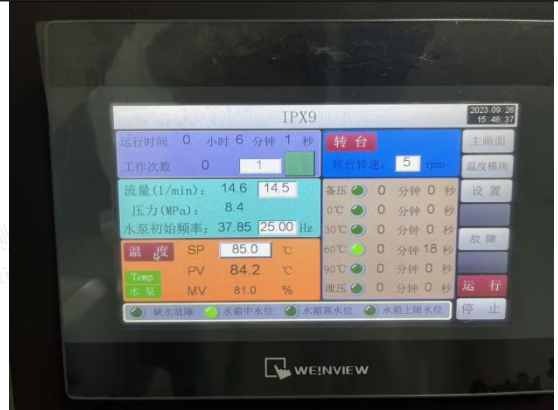 IPX9
2023.09.26
15:48:37
运行时间 0 小时 6 分钟 1 秒
工作次数 0 1
转台
转台转速: 5 rpm
主画面
温度模块
设置
故障
运行
停止
流量(l/min): 14.6 14.5
压力(MPa): 8.4
水泵初始频率: 37.85 25.00 Hz
温度 SP 85.0 ℃
Temp PV 84.2 ℃
水泵 MV 81.0 %
备压 0 分钟 0 秒
0℃ 0 分钟 0 秒
30℃ 0 分钟 0 秒
60℃ 0 分钟 18 秒
90℃ 0 分钟 0 秒
泄压 0 分钟 0 秒
缺水故障 水箱中水位 水箱高水位 水箱上限水位
WE!NVIEW